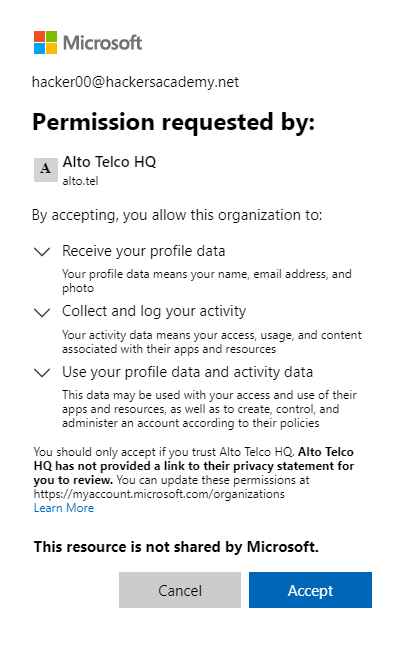 Microsoft
hacker00@hackersacademy.net
Permission requested by:
A
Alto Telco HQ
alto.tel
By accepting, you allow this organization to:
Receive your profile data
Your profile data means your name, email address, and
photo
Collect and log your activity
Your activity data means your access, usage, and content
associated with their apps and resources
Use your profile data and activity data
This data may be used with your access and use of their
apps and resources, as well as to create, control, and
administer an account according to their policies
You should only accept if you trust Alto Telco HQ. Alto Telco
HQ has not provided a link to their privacy statement for
you to review. You can update these permissions at
https://myaccount.microsoft.com/organizations
Learn More
This resource is not shared by Microsoft.
Cancel
Accept